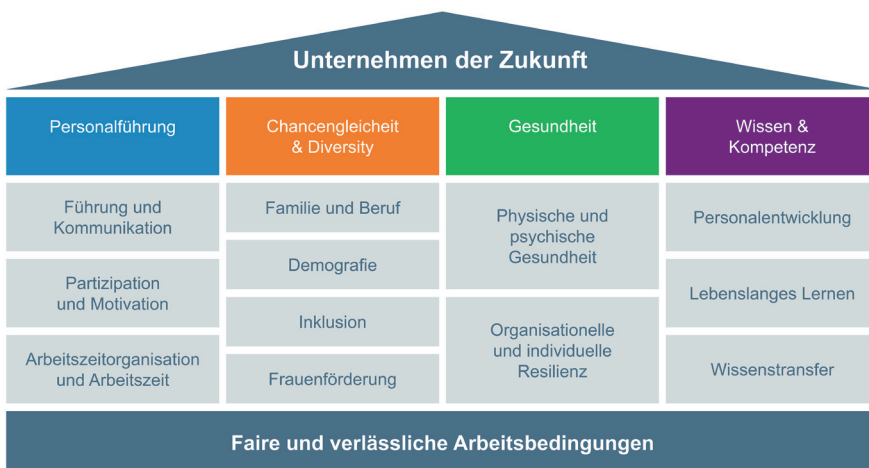 Unternehmen der Zukunft
Personalführung
Chancengleicheit
& Diversity
Gesundheit
Wissen &
Kompetenz
Führung und
Kommunikation
Partizipation
und Motivation
Arbeitszeitorganisation
und Arbeitszeit
Familie und Beruf
Demografie
Inklusion
Frauenförderung
Physische und
psychische
Gesundheit
Organisationelle
und individuelle
Resilienz
Personalentwicklung
Lebenslanges Lernen
Wissenstransfer
Faire und verlässliche Arbeitsbedingungen